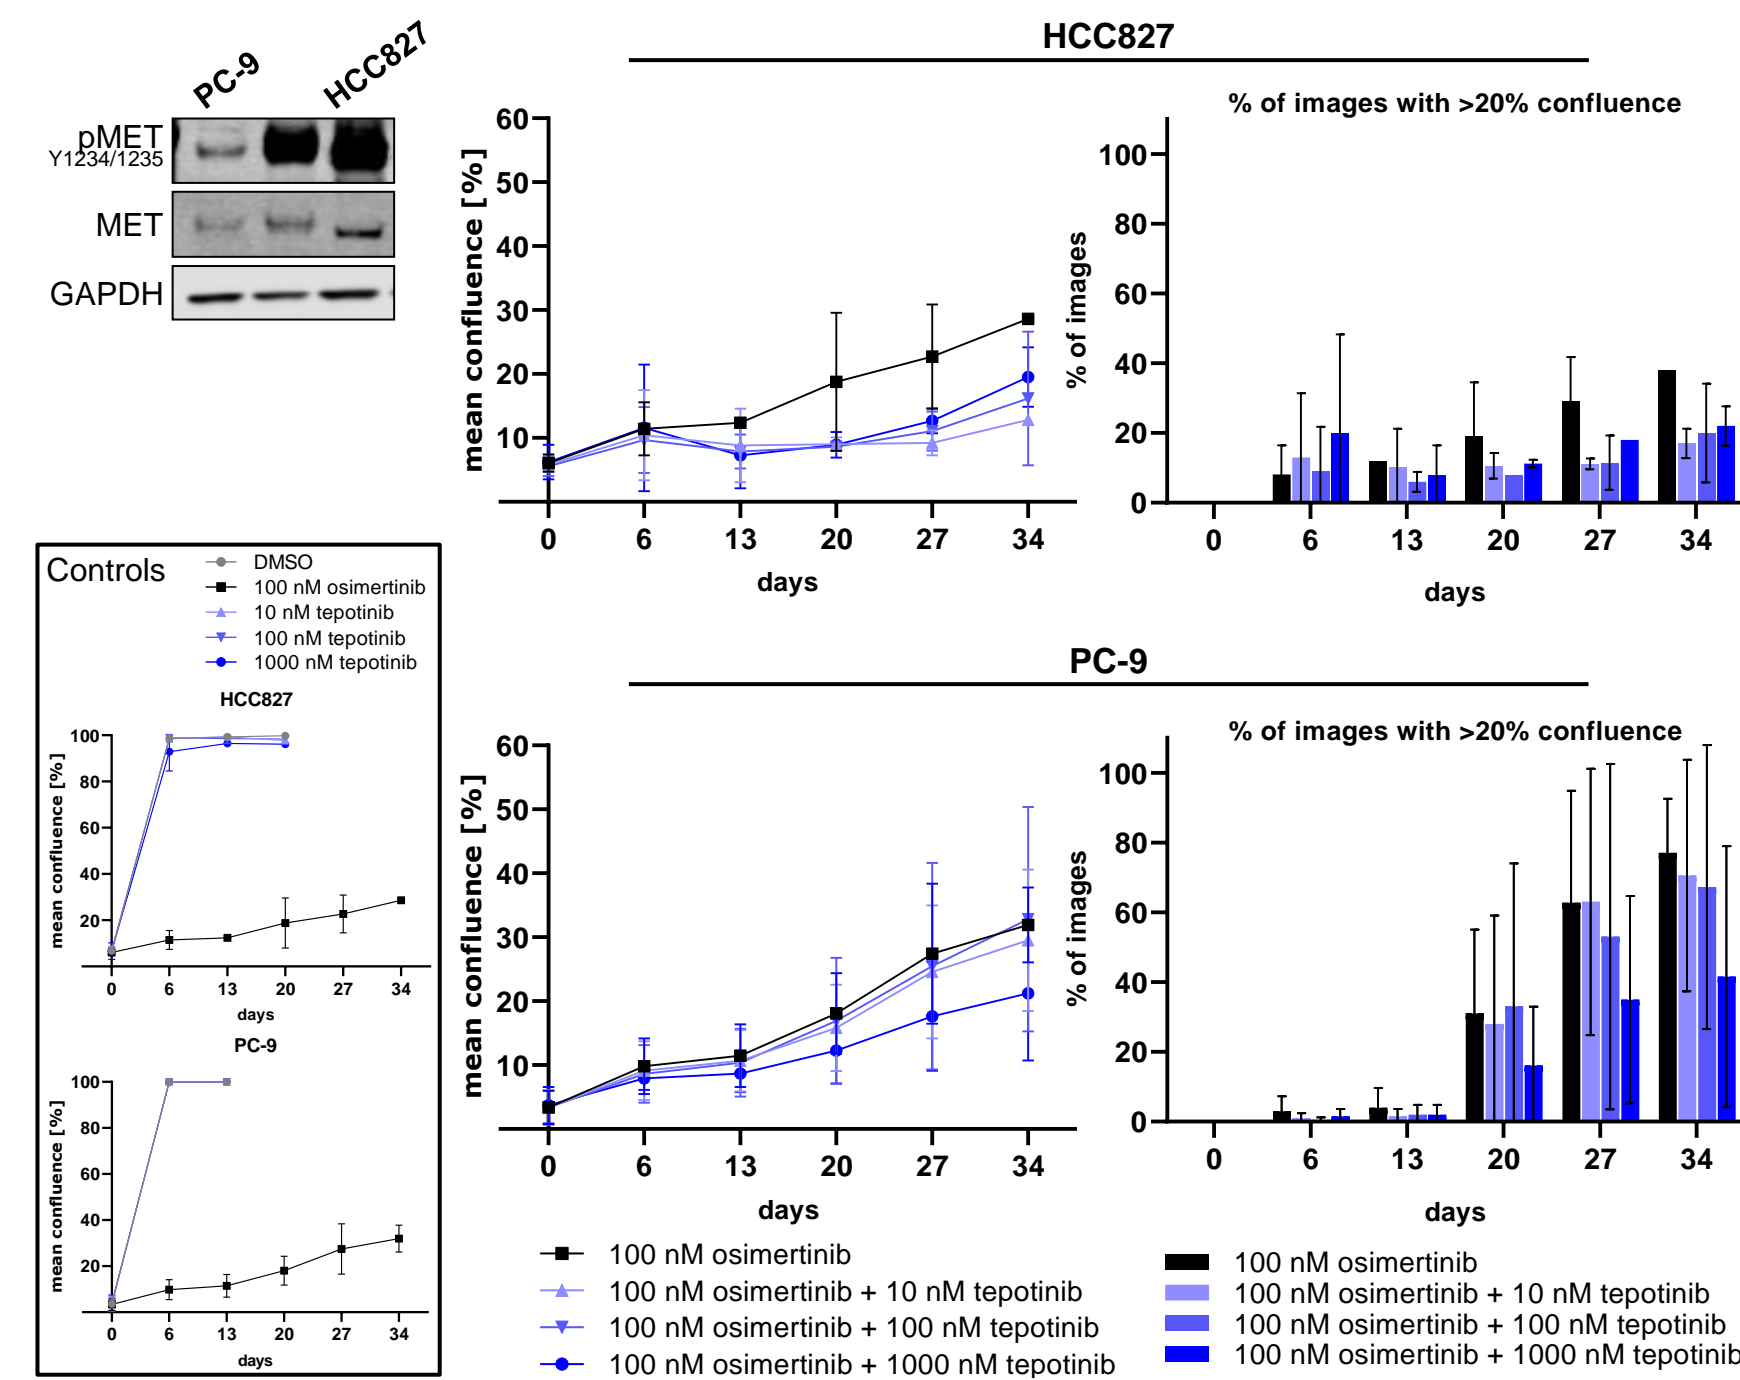 PC-9
HCC827
pMET
Y1234/1235
MET
GAPDH
HCC827
60
50
40
30
20
10
mean confluence [%]
0 6 13 20 27 34
days
% of images with >20% confluence
100
80
60
40
20
0
% of images
0 6 13 20 27 34
days
Controls
DMSO
100 nM osimertinib
10 nM tepotinib
100 nM tepotinib
1000 nM tepotinib
HCC827
100
80
60
40
20
mean confluence [%]
0 6 13 20 27 34
days
PC-9
100
80
60
40
20
mean confluence [%]
0 6 13 20 27 34
days
PC-9
60
50
40
30
20
10
mean confluence [%]
0 6 13 20 27 34
days
% of images with >20% confluence
100
80
60
40
20
0
% of images
0 6 13 20 27 34
days
100 nM osimertinib
100 nM osimertinib + 10 nM tepotinib
100 nM osimertinib + 100 nM tepotinib
100 nM osimertinib + 1000 nM tepotinib
100 nM osimertinib
100 nM osimertinib + 10 nM tepotinib
100 nM osimertinib + 100 nM tepotinib
100 nM osimertinib + 1000 nM tepotinib